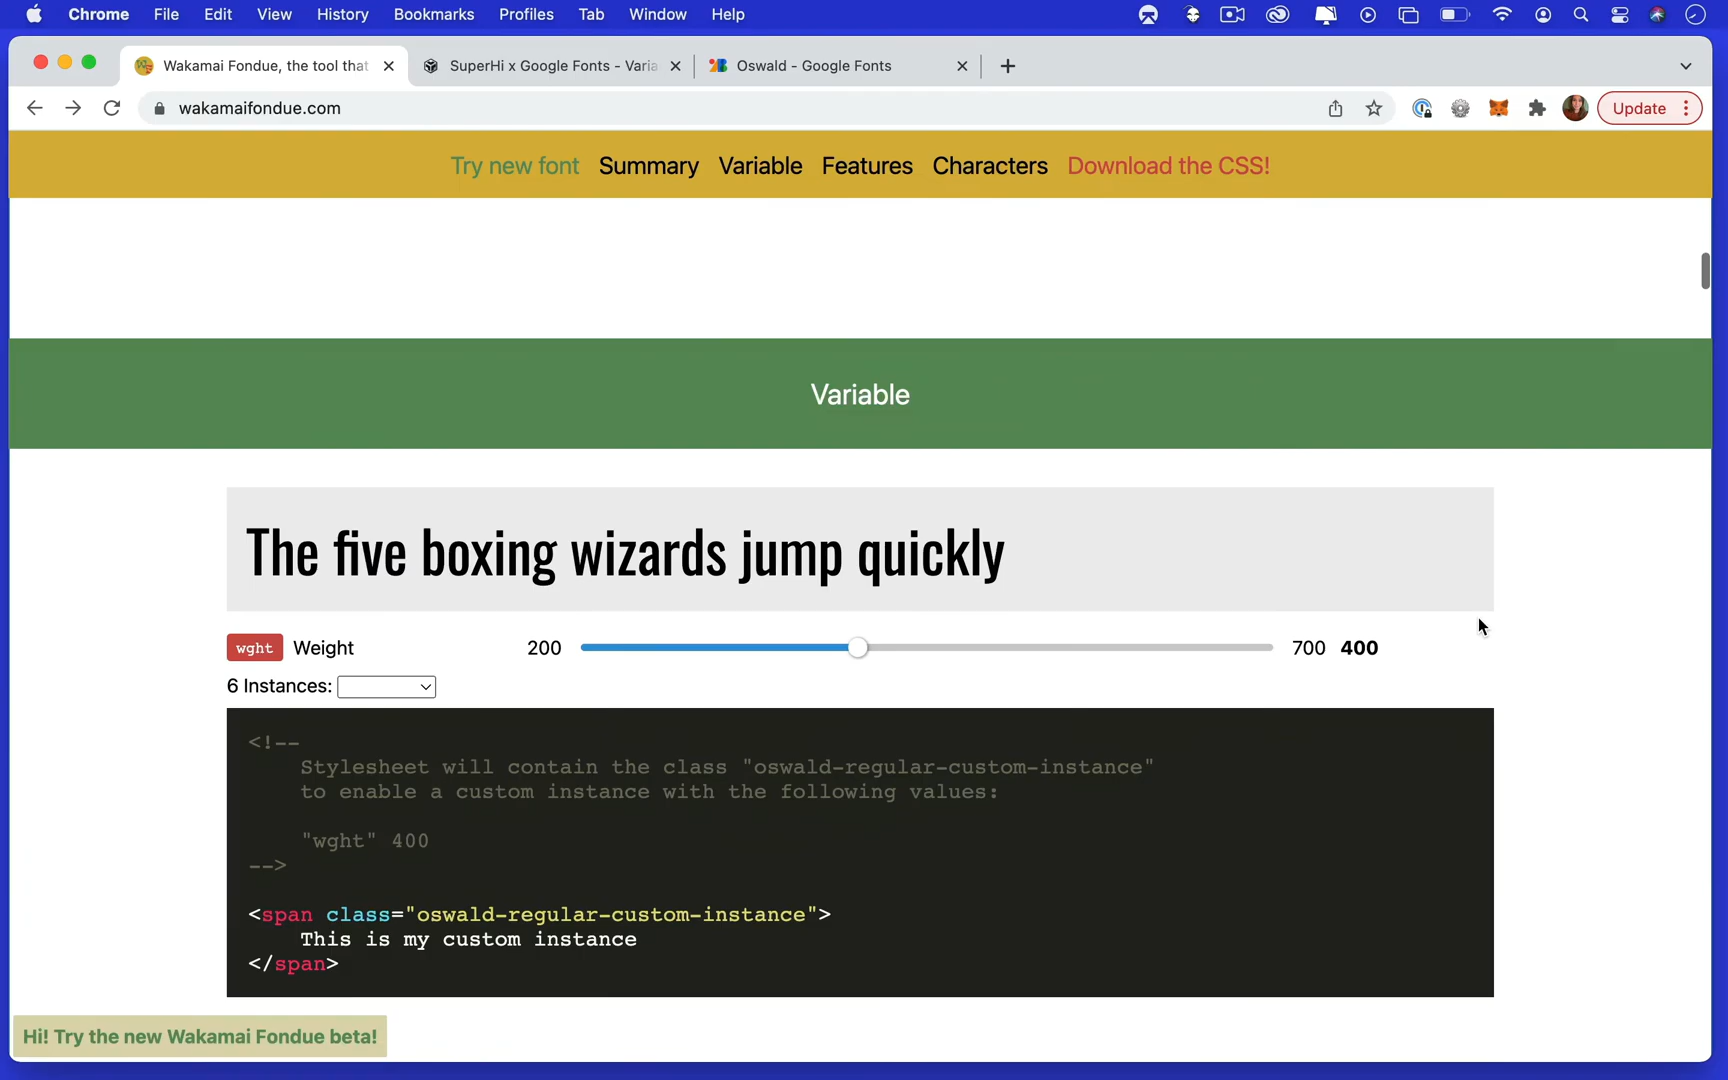 Chrome File Edit View History Bookmarks Profiles Tab Window Help
Wakamai Fondue, the tool that
SuperHi x Google Fonts - Varia
Oswald - Google Fonts
wakamaifondue.com
Update
Try new font Summary Variable Features Characters Download the CSS!
Variable
The five boxing wizards jump quickly
wght Weight 200 700 400
6 Instances:
<!--
Stylesheet will contain the class "oswald-regular-custom-instance"
to enable a custom instance with the following values:
"wght" 400
-->
<span class="oswald-regular-custom-instance">
This is my custom instance
</span>
Hi! Try the new Wakamai Fondue beta!